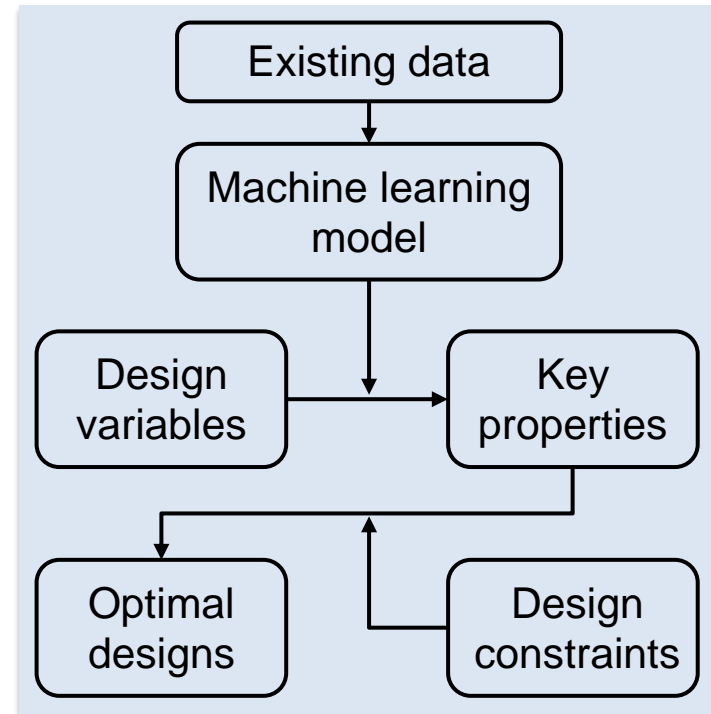 Existing data
Machine learning
model
Design
variables
Key
properties
Optimal
designs
Design
constraints